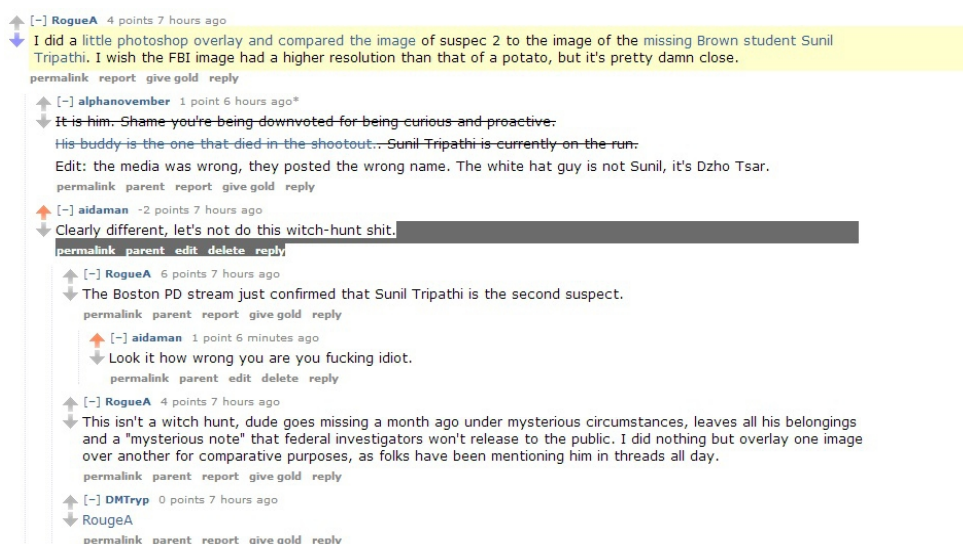 [–] RogueA 4 points 7 hours ago
I did a little photoshop overlay and compared the image of suspec 2 to the image of the missing Brown student Sunil
Tripathi. I wish the FBI image had a higher resolution than that of a potato, but it's pretty damn close.
permalink report give gold reply
[–] alphanovember 1 point 6 hours ago*
It is him. Shame you're being downvoted for being curious and proactive.
His buddy is the one that died in the shootout.. Sunil Tripathi is currently on the run.
Edit: the media was wrong, they posted the wrong name. The white hat guy is not Sunil, it's Dzho Tsar.
permalink parent report give gold reply
[–] aidaman -2 points 7 hours ago
Clearly different, let's not do this witch-hunt shit.
permalink parent edit delete reply
[–] RogueA 6 points 7 hours ago
The Boston PD stream just confirmed that Sunil Tripathi is the second suspect.
permalink parent report give gold reply
[–] aidaman 1 point 6 minutes ago
Look it how wrong you are you fucking idiot.
permalink parent edit delete reply
[–] RogueA 4 points 7 hours ago
This isn't a witch hunt, dude goes missing a month ago under mysterious circumstances, leaves all his belongings
and a "mysterious note" that federal investigators won't release to the public. I did nothing but overlay one image
over another for comparative purposes, as folks have been mentioning him in threads all day.
permalink parent report give gold reply
[–] DMTryp 0 points 7 hours ago
RougeA
permalink parent report give gold reply